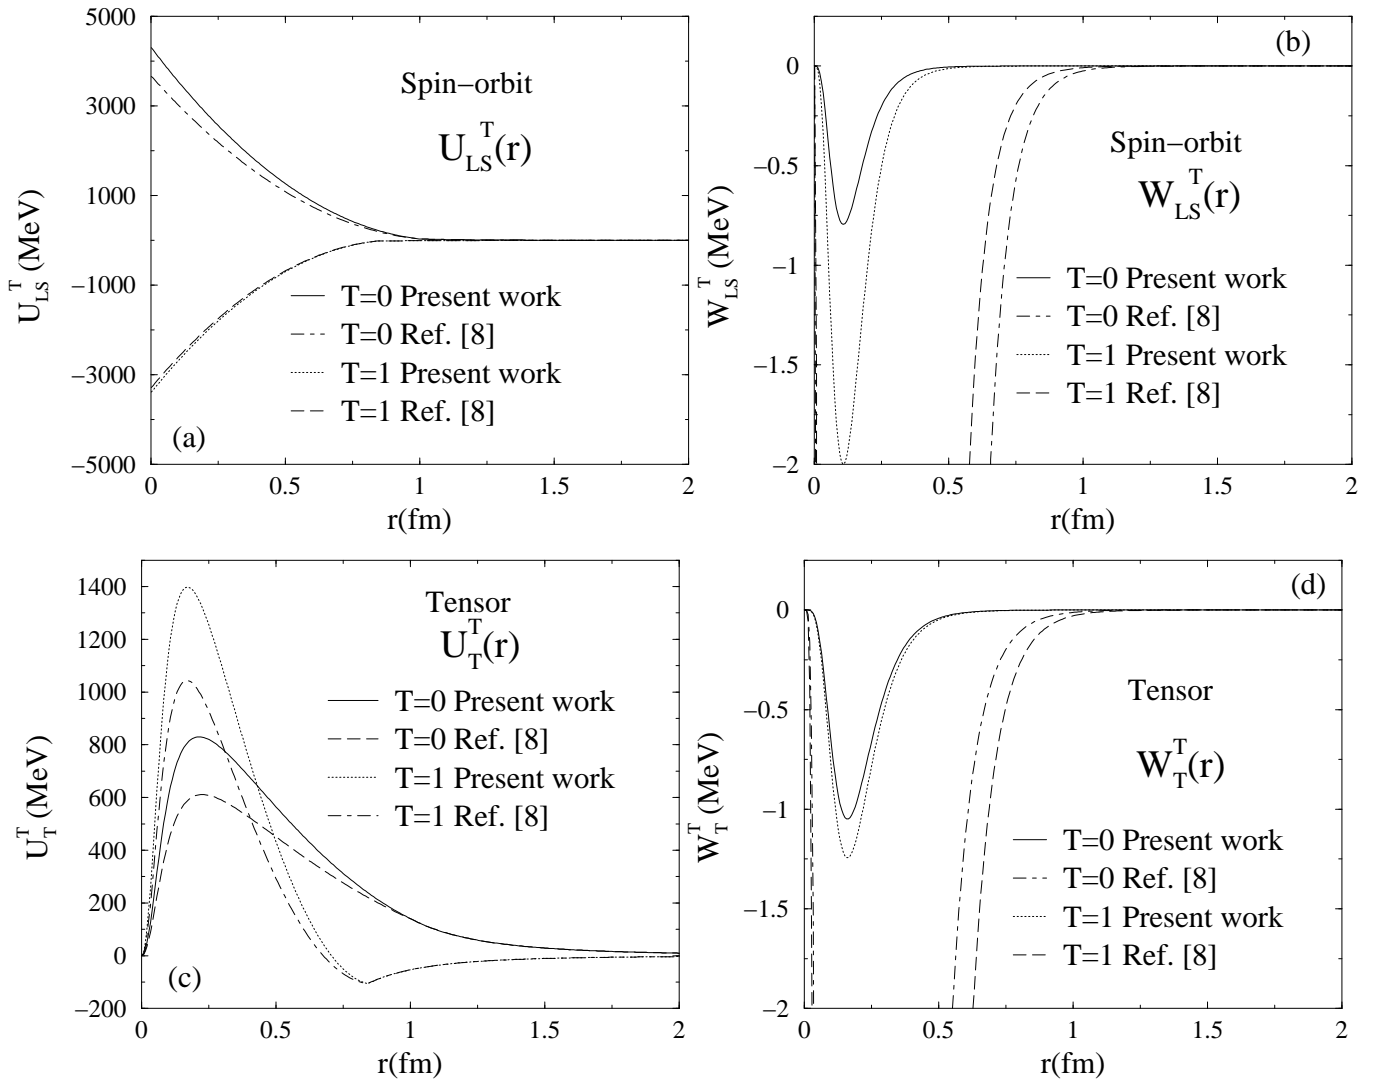 5000
3000
1000
−1000
−3000
−5000
U_LS^T (MeV)
Spin−orbit
U_LS^T(r)
T=0 Present work
T=0 Ref. [8]
T=1 Present work
T=1 Ref. [8]
(a)
0 0.5 1 1.5 2
r(fm)
(b)
0
−0.5
−1
−1.5
−2
W_LS^T (MeV)
Spin−orbit
W_LS^T(r)
T=0 Present work
T=0 Ref. [8]
T=1 Present work
T=1 Ref. [8]
0 0.5 1 1.5 2
r(fm)
1400
1200
1000
800
600
400
200
0
−200
U_T^T (MeV)
Tensor
U_T^T(r)
T=0 Present work
T=0 Ref. [8]
T=1 Present work
T=1 Ref. [8]
(c)
0 0.5 1 1.5 2
r(fm)
(d)
0
−0.5
−1
−1.5
−2
W_T^T (MeV)
Tensor
W_T^T(r)
T=0 Present work
T=0 Ref. [8]
T=1 Present work
T=1 Ref. [8]
0 0.5 1 1.5 2
r(fm)